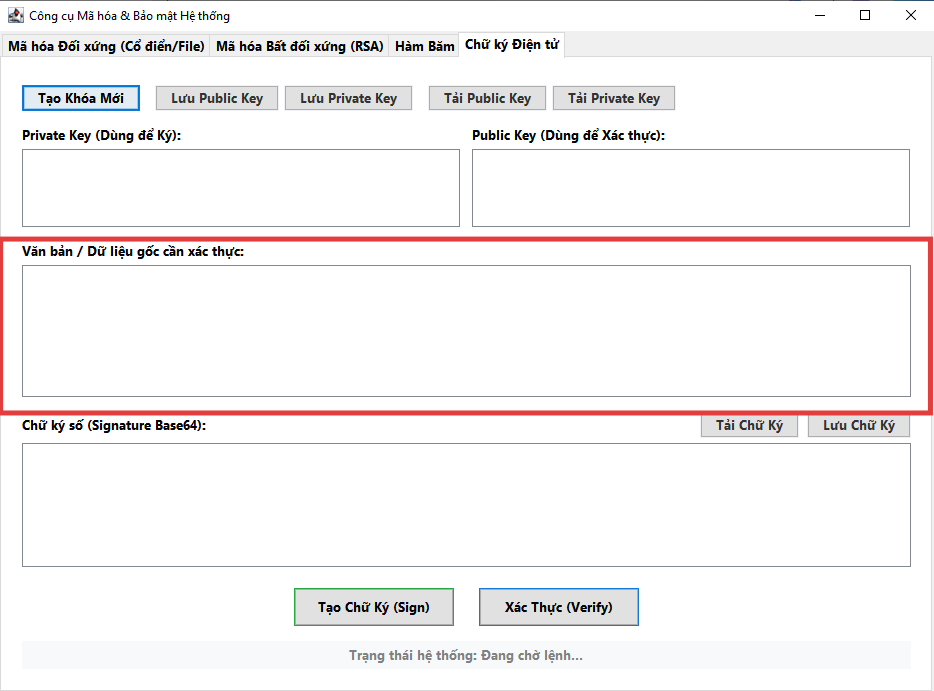 Công cụ Mã hóa & Bảo mật Hệ thống
Mã hóa Đối xứng (Cổ điển/File) Mã hóa Bất đối xứng (RSA) Hàm Băm Chữ ký Điện tử
Tạo Khóa Mới Lưu Public Key Lưu Private Key Tải Public Key Tải Private Key
Private Key (Dùng để Ký): Public Key (Dùng để Xác thực):
Văn bản / Dữ liệu gốc cần xác thực:
Chữ ký số (Signature Base64): Tải Chữ Ký Lưu Chữ Ký
Tạo Chữ Ký (Sign) Xác Thực (Verify)
Trạng thái hệ thống: Đang chờ lệnh...